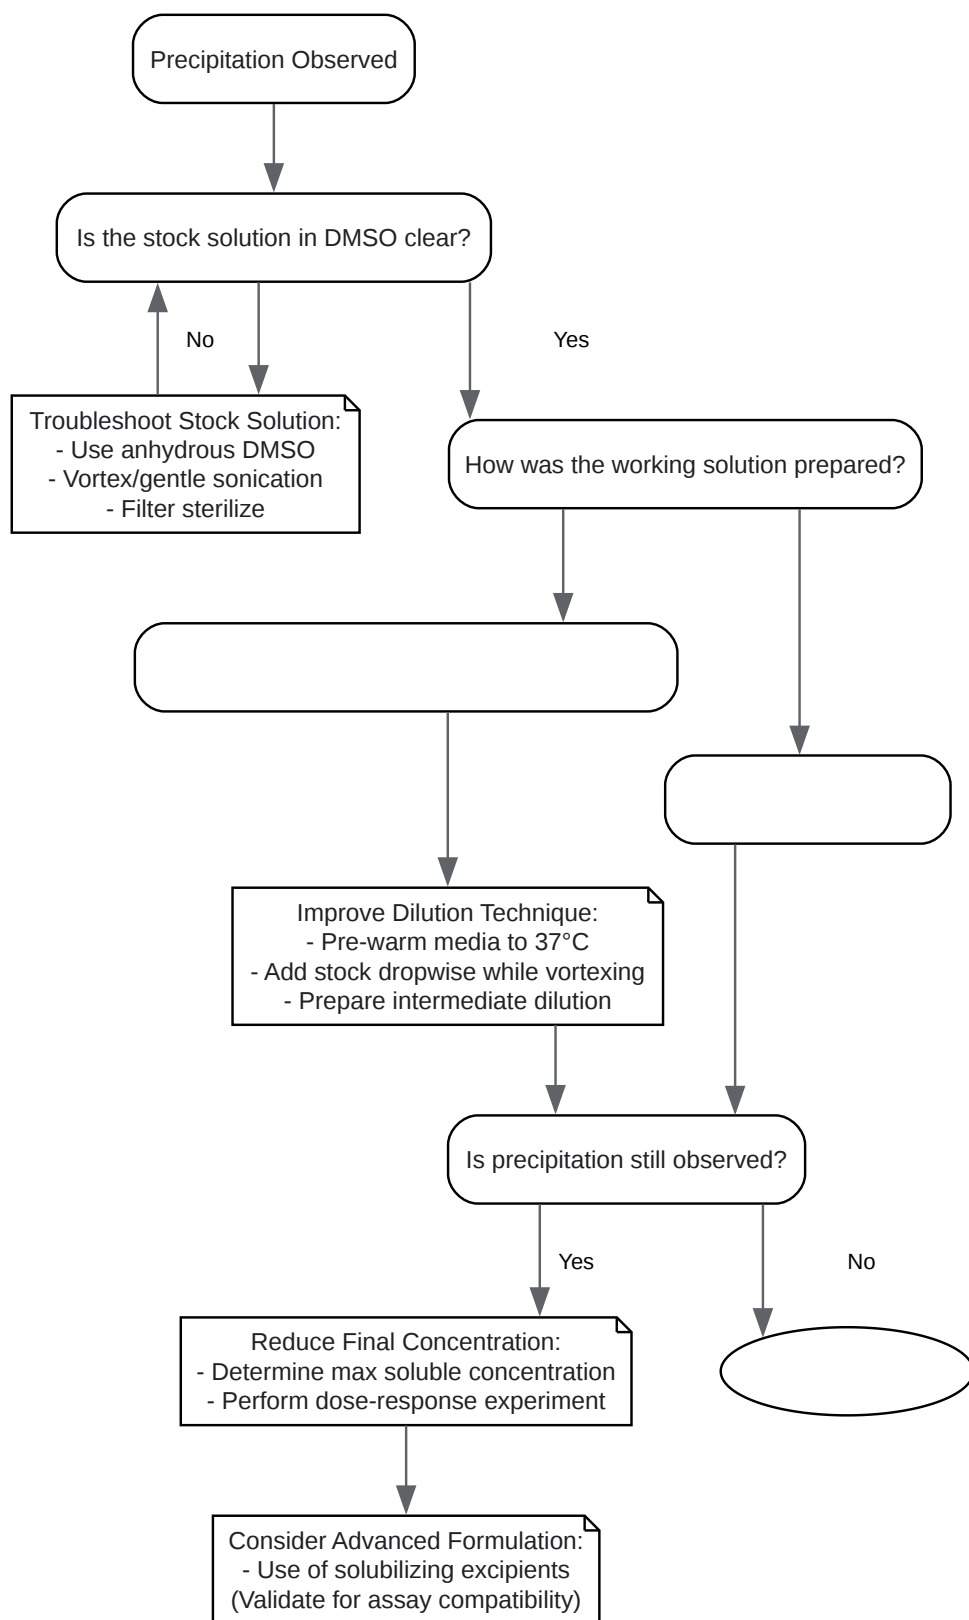 Precipitation Observed
Is the stock solution in DMSO clear?
No
Yes
Troubleshoot Stock Solution:
- Use anhydrous DMSO
- Vortex/gentle sonication
- Filter sterilize
How was the working solution prepared?
Improve Dilution Technique:
- Pre-warm media to 37°C
- Add stock dropwise while vortexing
- Prepare intermediate dilution
Is precipitation still observed?
Yes
No
Reduce Final Concentration:
- Determine max soluble concentration
- Perform dose-response experiment
Consider Advanced Formulation:
- Use of solubilizing excipients
(Validate for assay compatibility)